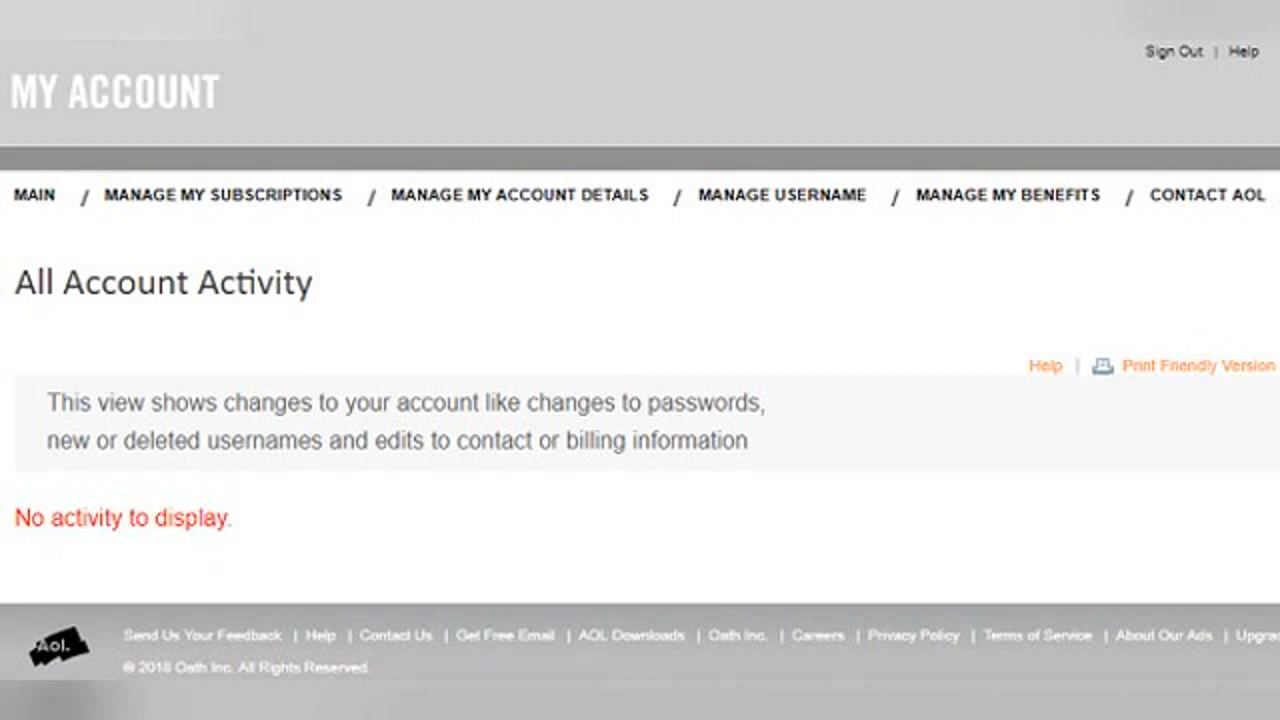 Sign Out | Help
MY ACCOUNT
MAIN / MANAGE MY SUBSCRIPTIONS / MANAGE MY ACCOUNT DETAILS / MANAGE USERNAME / MANAGE MY BENEFITS / CONTACT AOL
All Account Activity
Help | Print Friendly Version
This view shows changes to your account like changes to passwords,
new or deleted usernames and edits to contact or billing information
No activity to display.
Aol.
Send Us Your Feedback | Help | Contact Us | Get Free Email | AOL Downloads | Oath Inc. | Careers | Privacy Policy | Terms of Service | About Our Ads |
© 2018 Oath Inc. All Rights Reserved.